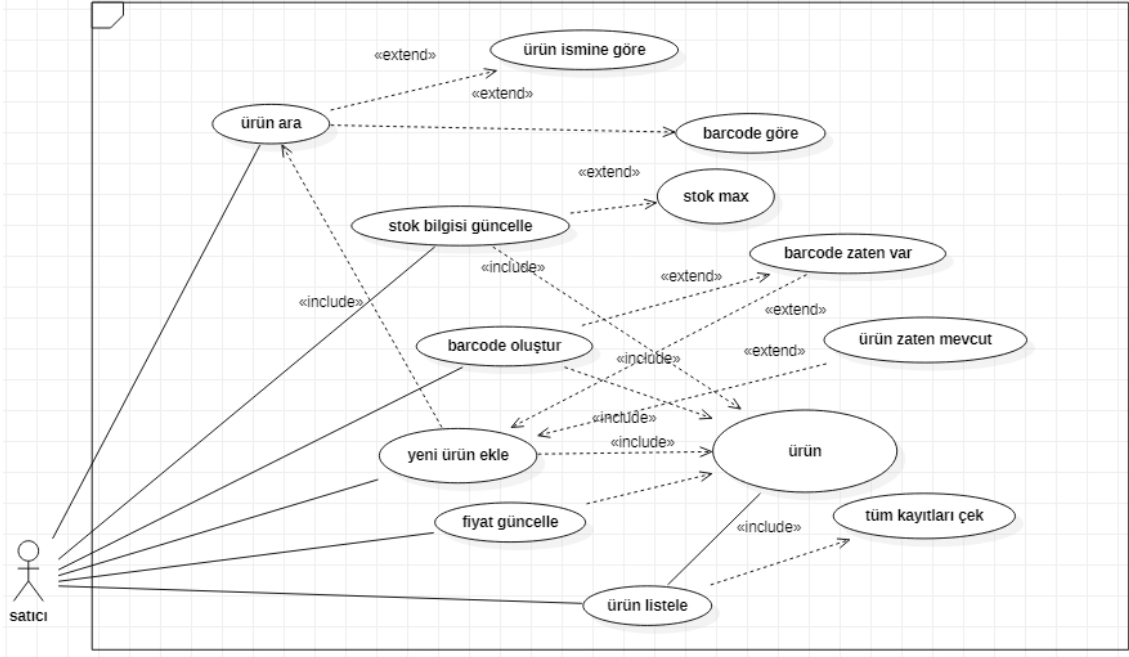 ürün ismine göre
«extend»
«extend»
ürün ara
barcode göre
«extend»
stok max
stok bilgisi güncelle
barcode zaten var
«include»
«extend»
«include»
«extend»
ürün zaten mevcut
barcode oluştur
«extend»
«include»
«include»
«include»
yeni ürün ekle
ürün
fiyat güncelle
tüm kayıtları çek
«include»
ürün listele
satıcı